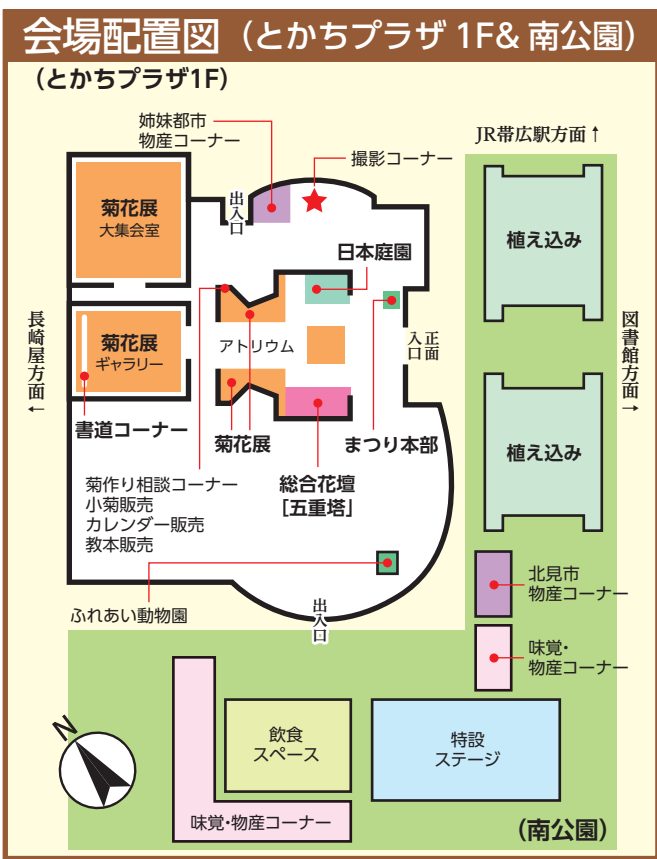 会場配置図（とかちプラザ 1F& 南公園）
（とかちプラザ1F）
姉妹都市
物産コーナー
撮影コーナー
JR帯広駅方面↑
出入口
菊花展
大集会室
日本庭園
植え込み
長崎屋方面←
菊花展
ギャラリー
アトリウム
正面入口
図書館方面→
書道コーナー
菊花展
まつり本部
植え込み
菊作り相談コーナー
小菊販売
カレンダー販売
教本販売
総合花壇
［五重塔］
北見市
物産コーナー
ふれあい動物園
出入口
味覚・
物産コーナー
N
飲食
スペース
特設
ステージ
味覚・物産コーナー
（南公園）